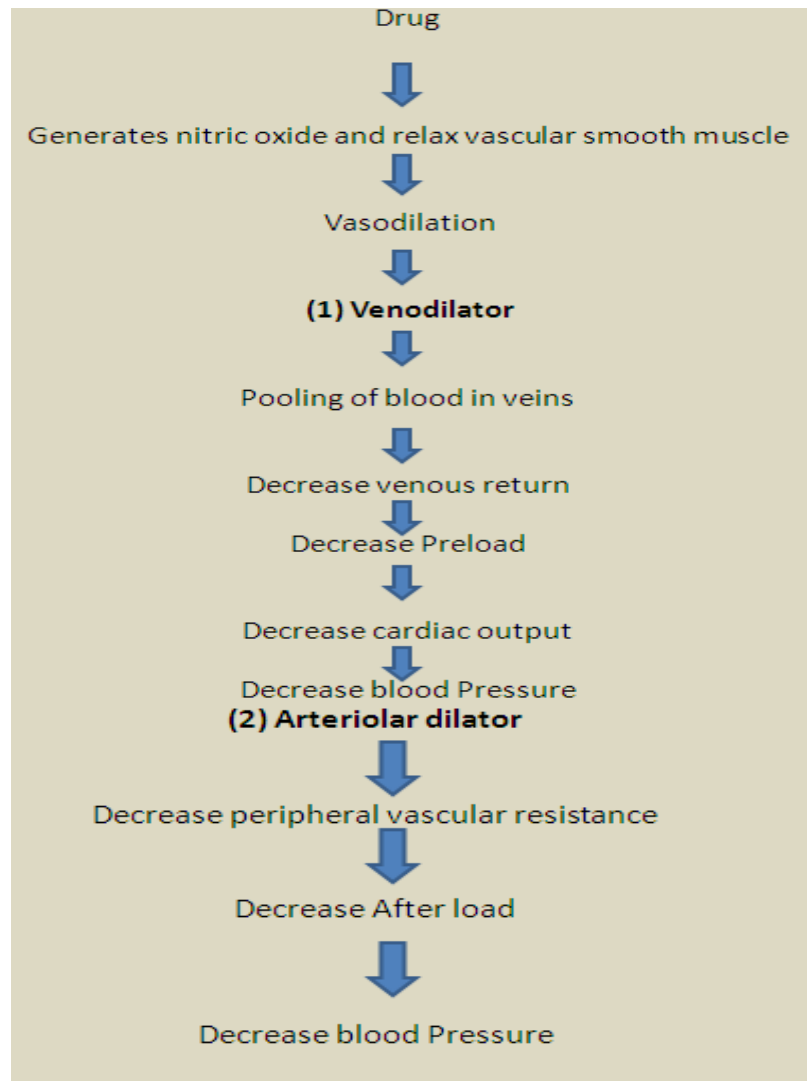 Drug
Generates nitric oxide and relax vascular smooth muscle
Vasodilation
(1) Venodilator
Pooling of blood in veins
Decrease venous return
Decrease Preload
Decrease cardiac output
Decrease blood Pressure
(2) Arteriolar dilator
Decrease peripheral vascular resistance
Decrease After load
Decrease blood Pressure